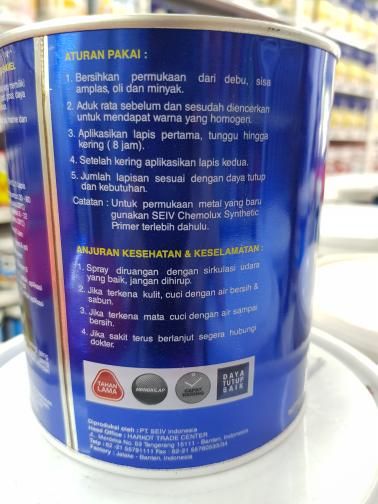 ATURAN PAKAI :
1. Bersihkan permukaan dari debu, sisa
amplas, oli dan minyak.
2. Aduk rata sebelum dan sesudah diencerkan
untuk mendapat warna yang homogen.
3. Aplikasikan lapis pertama, tunggu hingga
kering ( 8 jam).
4. Setelah kering aplikasikan lapis kedua.
5. Jumlah lapisan sesuai dengan daya tutup
dan kebutuhan.
Catatan : Untuk permukaan metal yang baru
gunakan SEIV Chemolux Synthetic
Primer terlebih dahulu.
ANJURAN KESEHATAN & KESELAMATAN :
1. Spray diruangan dengan sirkulasi udara
yang baik, jangan dihirup.
2. Jika terkena kulit, cuci dengan air bersih &
sabun.
3. Jika terkena mata cuci dengan air sampai
bersih.
4. Jika sakit terus berlanjut segera hubungi
dokter.
TAHAN
LAMA
MENGKILAP
CEPAT
KERING
DAYA
TUTUP
BAIK
Diproduksi oleh : PT SEIV Indonesia
Head Office : HARKOT TRADE CENTER
Tangerang 15111 - Banten, Indonesia
Factory : Jatake - Banten, Indonesia